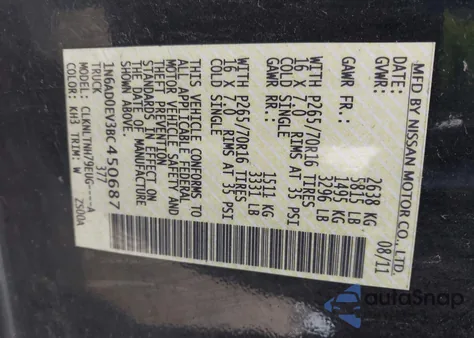 MFD BY NISSAN MOTOR CO., LTD.
DATE: 08/11
GVWR: 2638 KG
5815 LB
GAWR FR.: 1495 KG
3296 LB
WITH P265/70R16 TIRES
16 X 7.0 RIMS AT 35 PSI
COLD SINGLE
GAWR RR.: 1511 KG
3331 LB
WITH P265/70R16 TIRES
16 X 7.0 RIMS AT 35 PSI
COLD SINGLE
THIS VEHICLE CONFORMS TO
ALL APPLICABLE FEDERAL
MOTOR VEHICLE SAFETY AND
THEFT PREVENTION
STANDARDS IN EFFECT ON
THE DATE OF MANUFACTURE
SHOWN ABOVE.
1N6AD0EV3BC450687
TRUCK 377
CLKNLTNH79EUG----A
COLOR: KH3 TRIM: W Z500A
autoSnap